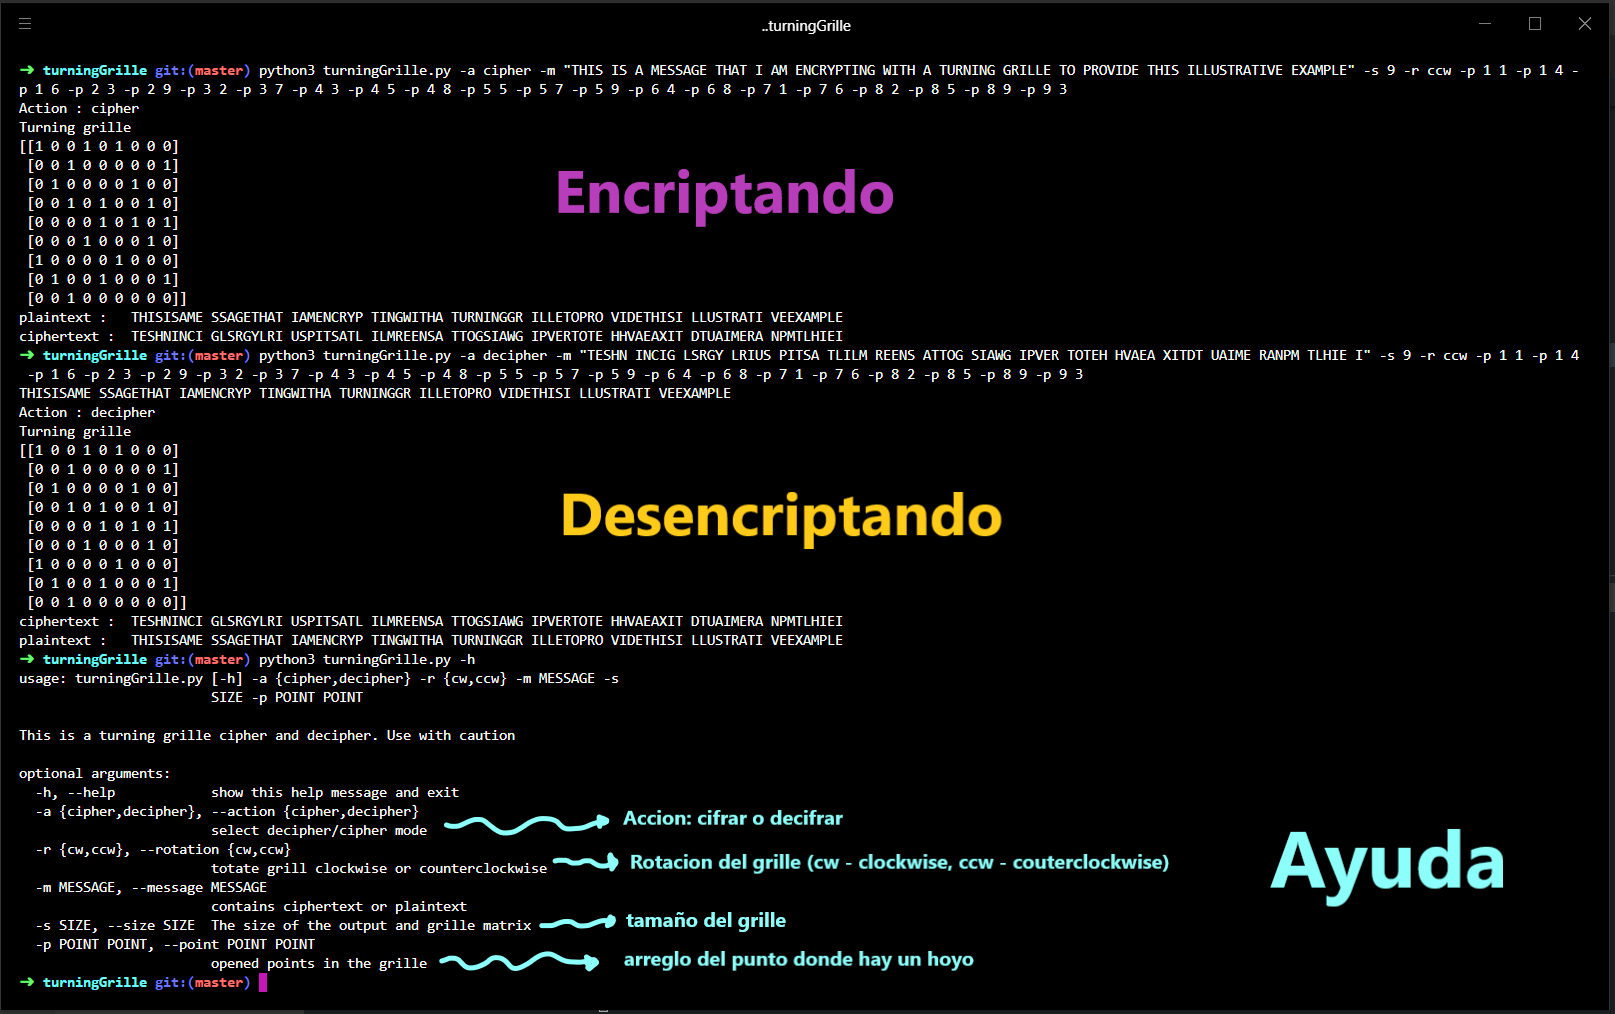 ..turningGrille
➜ turningGrille git:(master) python3 turningGrille.py -a cipher -m "THIS IS A MESSAGE THAT I AM ENCRYPTING WITH A TURNING GRILLE TO PROVIDE THIS ILLUSTRATIVE EXAMPLE" -s 9 -r ccw -p 1 1 -p 1 4 -
p 1 6 -p 2 3 -p 2 9 -p 3 2 -p 3 7 -p 4 3 -p 4 5 -p 4 8 -p 5 5 -p 5 7 -p 5 9 -p 6 4 -p 6 8 -p 7 1 -p 7 6 -p 8 2 -p 8 5 -p 8 9 -p 9 3
Action : cipher
Turning grille
[[1 0 0 1 0 1 0 0 0]
[0 0 1 0 0 0 0 0 1]
[0 1 0 0 0 0 1 0 0]
[0 0 1 0 1 0 0 1 0]
[0 0 0 0 1 0 1 0 1]
[0 0 0 1 0 0 0 1 0]
[1 0 0 0 0 1 0 0 0]
[0 1 0 0 1 0 0 0 1]
[0 0 1 0 0 0 0 0 0]]
Encriptando
plaintext :   THISISAME SSAGETHAT IAMENCRYP TINGWITHA TURNINGGR ILLETOPRO VIDETHISI LLUSTRATI VEEXAMPLE
ciphertext :  TESHNINCI GLSRGYLRI USPITSATL ILMREENSA TTOGSIAWG IPVERTOTE HHVAEAXIT DTUAIMERA NPMTLHIEI
➜ turningGrille git:(master) python3 turningGrille.py -a decipher -m "TESHN INCIG LSRGY LRIUS PITSA TLILM REENS ATTOG SIAWG IPVER TOTEH HVAEA XITDT UAIME RANPM TLHIE I" -s 9 -r ccw -p 1 1 -p 1 4
-p 1 6 -p 2 3 -p 2 9 -p 3 2 -p 3 7 -p 4 3 -p 4 5 -p 4 8 -p 5 5 -p 5 7 -p 5 9 -p 6 4 -p 6 8 -p 7 1 -p 7 6 -p 8 2 -p 8 5 -p 8 9 -p 9 3
THISISAME SSAGETHAT IAMENCRYP TINGWITHA TURNINGGR ILLETOPRO VIDETHISI LLUSTRATI VEEXAMPLE
Action : decipher
Turning grille
[[1 0 0 1 0 1 0 0 0]
[0 0 1 0 0 0 0 0 1]
[0 1 0 0 0 0 1 0 0]
[0 0 1 0 1 0 0 1 0]
[0 0 0 0 1 0 1 0 1]
[0 0 0 1 0 0 0 1 0]
[1 0 0 0 0 1 0 0 0]
[0 1 0 0 1 0 0 0 1]
[0 0 1 0 0 0 0 0 0]]
Desencriptando
ciphertext :  TESHNINCI GLSRGYLRI USPITSATL ILMREENSA TTOGSIAWG IPVERTOTE HHVAEAXIT DTUAIMERA NPMTLHIEI
plaintext :   THISISAME SSAGETHAT IAMENCRYP TINGWITHA TURNINGGR ILLETOPRO VIDETHISI LLUSTRATI VEEXAMPLE
➜ turningGrille git:(master) python3 turningGrille.py -h
usage: turningGrille.py [-h] -a {cipher,decipher} -r {cw,ccw} -m MESSAGE -s
SIZE -p POINT POINT
This is a turning grille cipher and decipher. Use with caution
optional arguments:
-h, --help            show this help message and exit
-a {cipher,decipher}, --action {cipher,decipher}
select decipher/cipher mode
Accion: cifrar o decifrar
-r {cw,ccw}, --rotation {cw,ccw}
totate grill clockwise or counterclockwise
Rotacion del grille (cw - clockwise, ccw - couterclockwise)
Ayuda
-m MESSAGE, --message MESSAGE
contains ciphertext or plaintext
-s SIZE, --size SIZE  The size of the output and grille matrix
tamaño del grille
-p POINT POINT, --point POINT POINT
opened points in the grille
arreglo del punto donde hay un hoyo
➜ turningGrille git:(master)